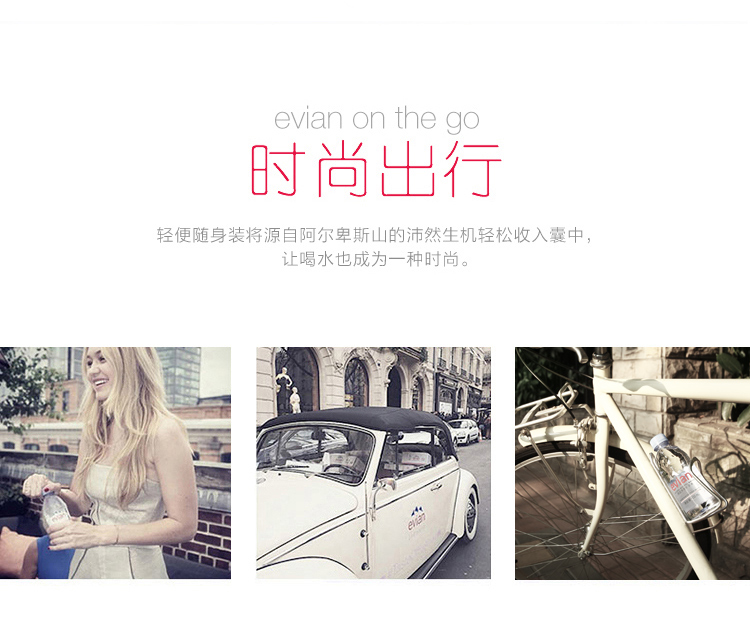 evian on the go
时尚出行
轻便随身装将源自阿尔卑斯山的沛然生机轻松收入囊中，
让喝水也成为一种时尚。
evian
evian